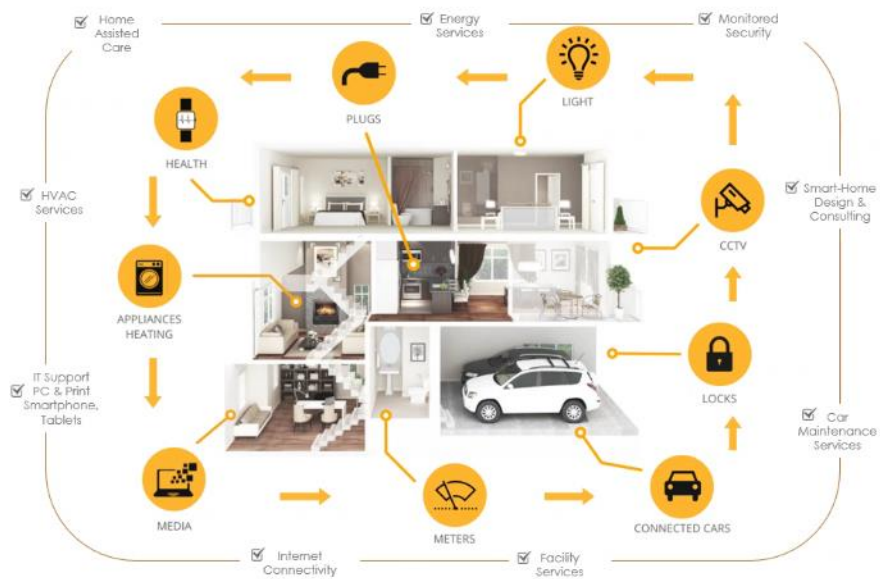 Home
Assisted
Care
Energy
Services
Monitored
Security
LIGHT
PLUGS
HEALTH
HVAC
Services
Smart-Home
Design &
Consulting
CCTV
APPLIANCES
HEATING
IT Support
PC & Print
Smartphone,
Tablets
LOCKS
Car
Maintenance
Services
MEDIA
METERS
CONNECTED CARS
Internet
Connectivity
Facility
Services